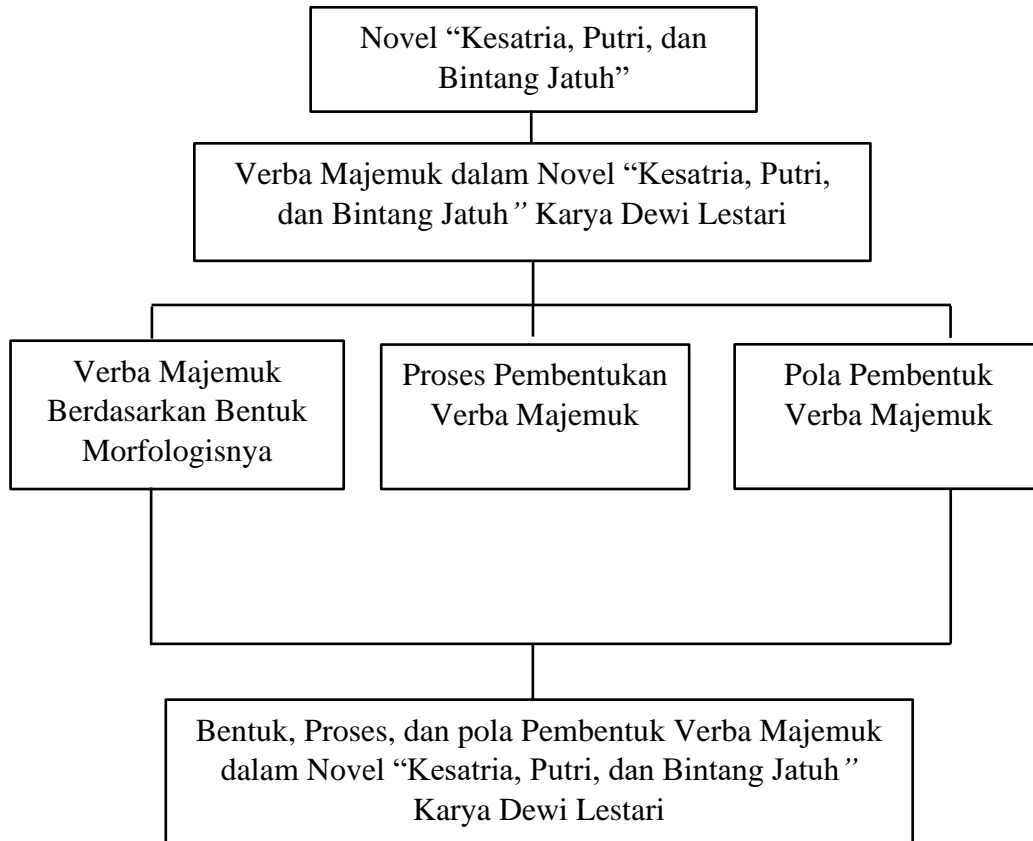 Novel “Kesatria, Putri, dan
Bintang Jatuh”
Verba Majemuk dalam Novel “Kesatria, Putri,
dan Bintang Jatuh” Karya Dewi Lestari
Verba Majemuk
Berdasarkan Bentuk
Morfologisnya
Proses Pembentukan
Verba Majemuk
Pola Pembentuk
Verba Majemuk
Bentuk, Proses, dan pola Pembentuk Verba Majemuk
dalam Novel “Kesatria, Putri, dan Bintang Jatuh”
Karya Dewi Lestari